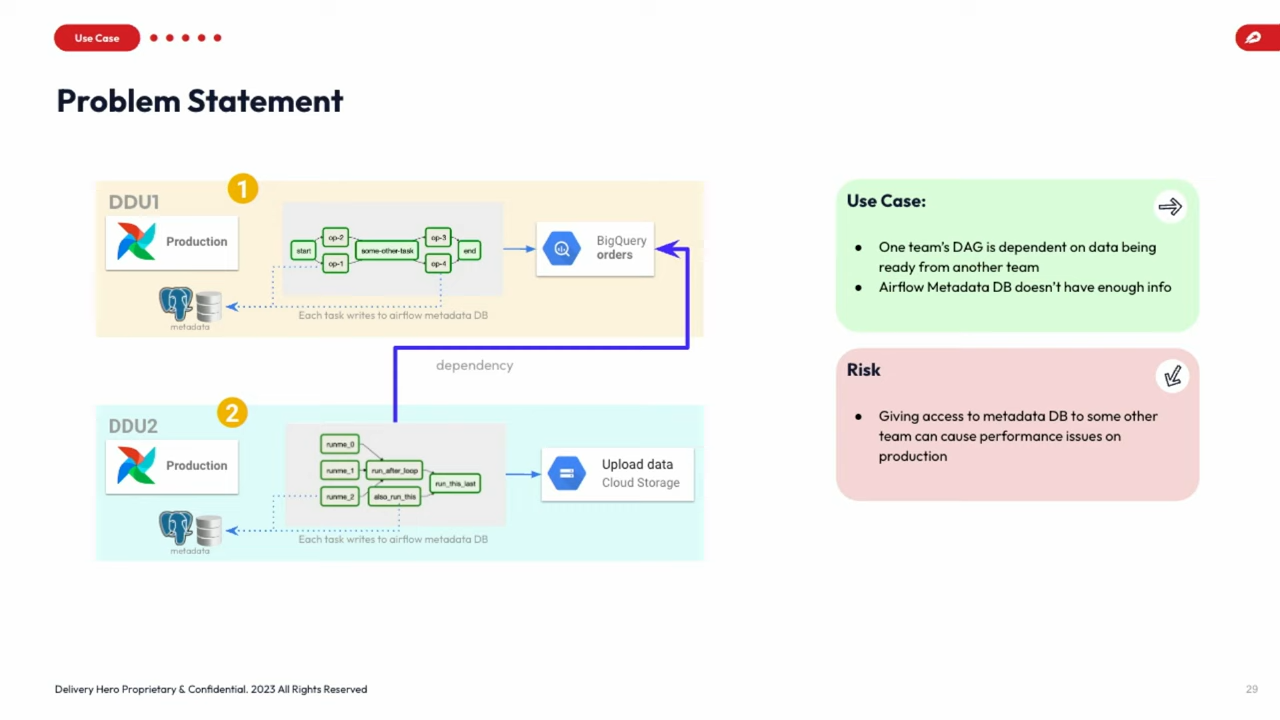 Use Case
Problem Statement
DDU1
1
Production
metadata
start
op-2
op-1
some-other-task
op-3
op-4
end
Each task writes to airflow metadata DB
BigQuery
orders
dependency
DDU2
2
Production
metadata
runme_0
runme_1
runme_2
run_after_loop
also_run_this
run_this_last
Each task writes to airflow metadata DB
Upload data
Cloud Storage
Use Case:
● One team’s DAG is dependent on data being
ready from another team
● Airflow Metadata DB doesn’t have enough info
Risk
● Giving access to metadata DB to some other
team can cause performance issues on
production
Delivery Hero Proprietary & Confidential. 2023 All Rights Reserved
29